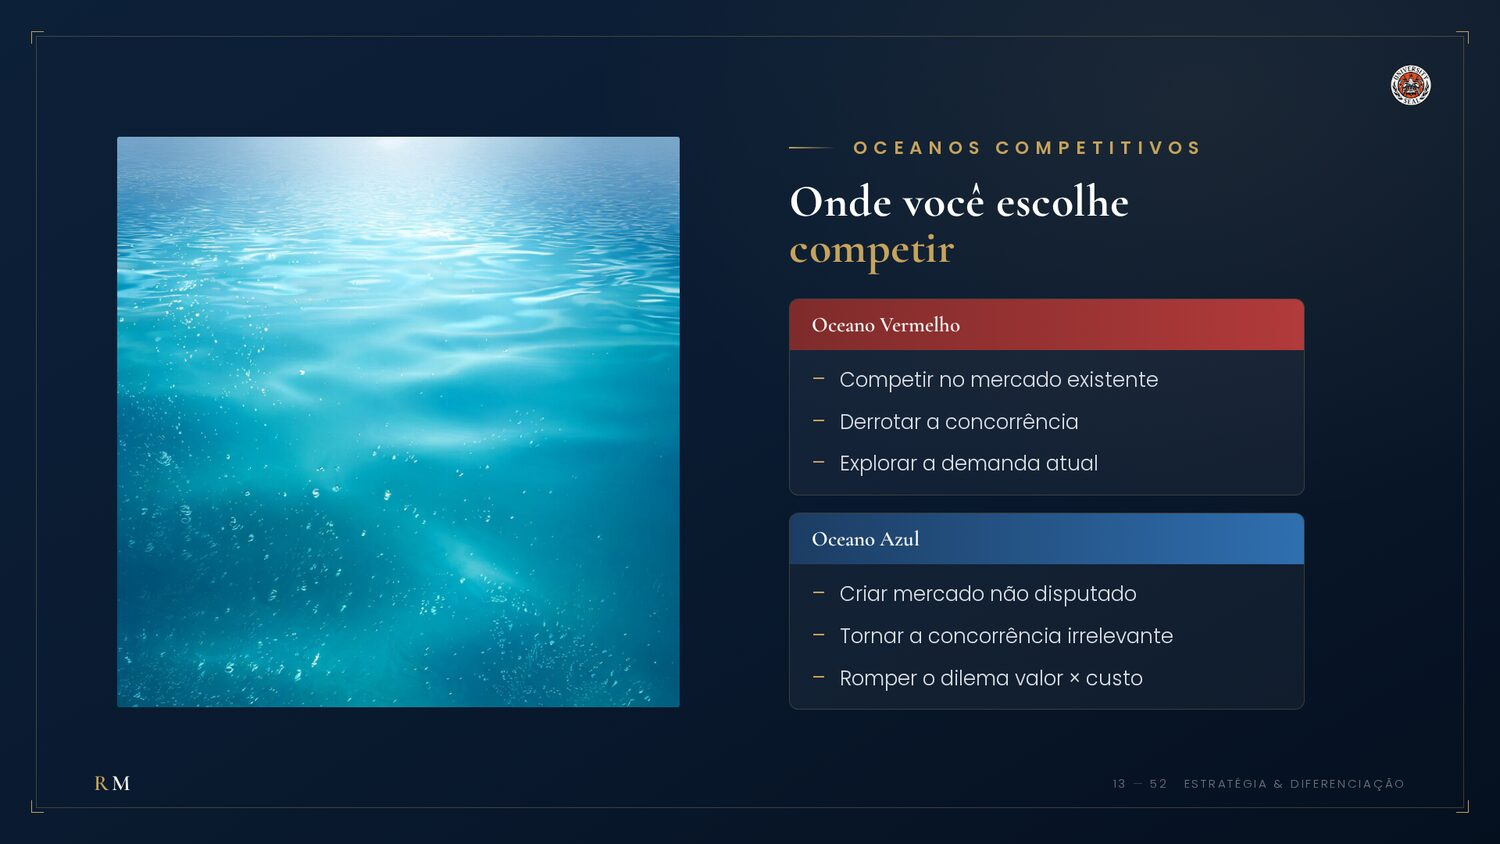 OCEANOS COMPETITIVOS
Onde você escolhe
competir
Oceano Vermelho
– Competir no mercado existente
– Derrotar a concorrência
– Explorar a demanda atual
Oceano Azul
– Criar mercado não disputado
– Tornar a concorrência irrelevante
– Romper o dilema valor × custo
RM
13 — 52 ESTRATÉGIA & DIFERENCIAÇÃO